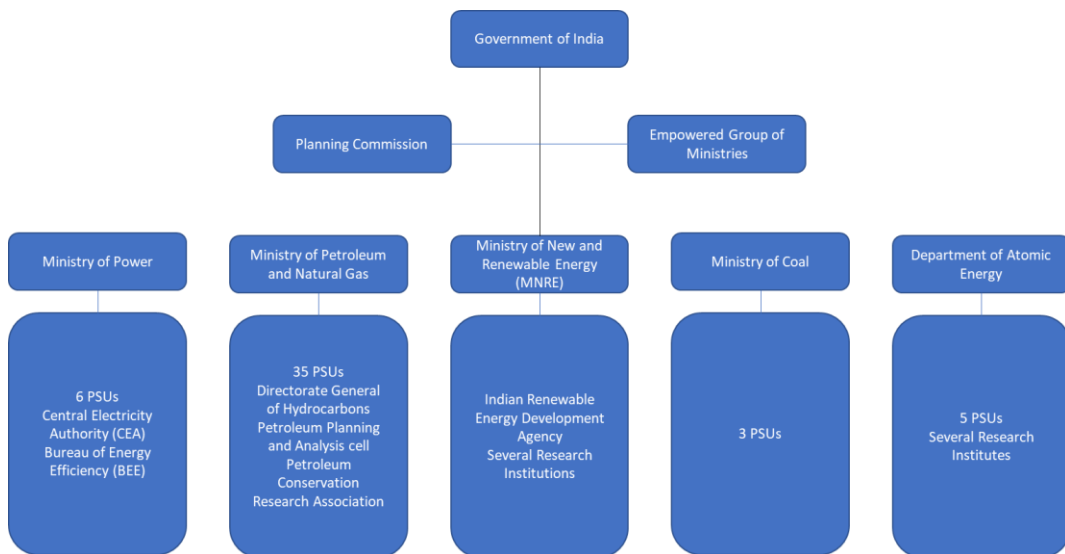 Government of India
Planning Commission
Empowered Group of
Ministries
Ministry of Power
Ministry of Petroleum
and Natural Gas
Ministry of New and
Renewable Energy
(MNRE)
Ministry of Coal
Department of Atomic
Energy
6 PSUs
Central Electricity
Authority (CEA)
Bureau of Energy
Efficiency (BEE)
35 PSUs
Directorate General
of Hydrocarbons
Petroleum Planning
and Analysis cell
Petroleum
Conservation
Research Association
Indian Renewable
Energy Development
Agency
Several Research
Institutions
3 PSUs
5 PSUs
Several Research
Institutes